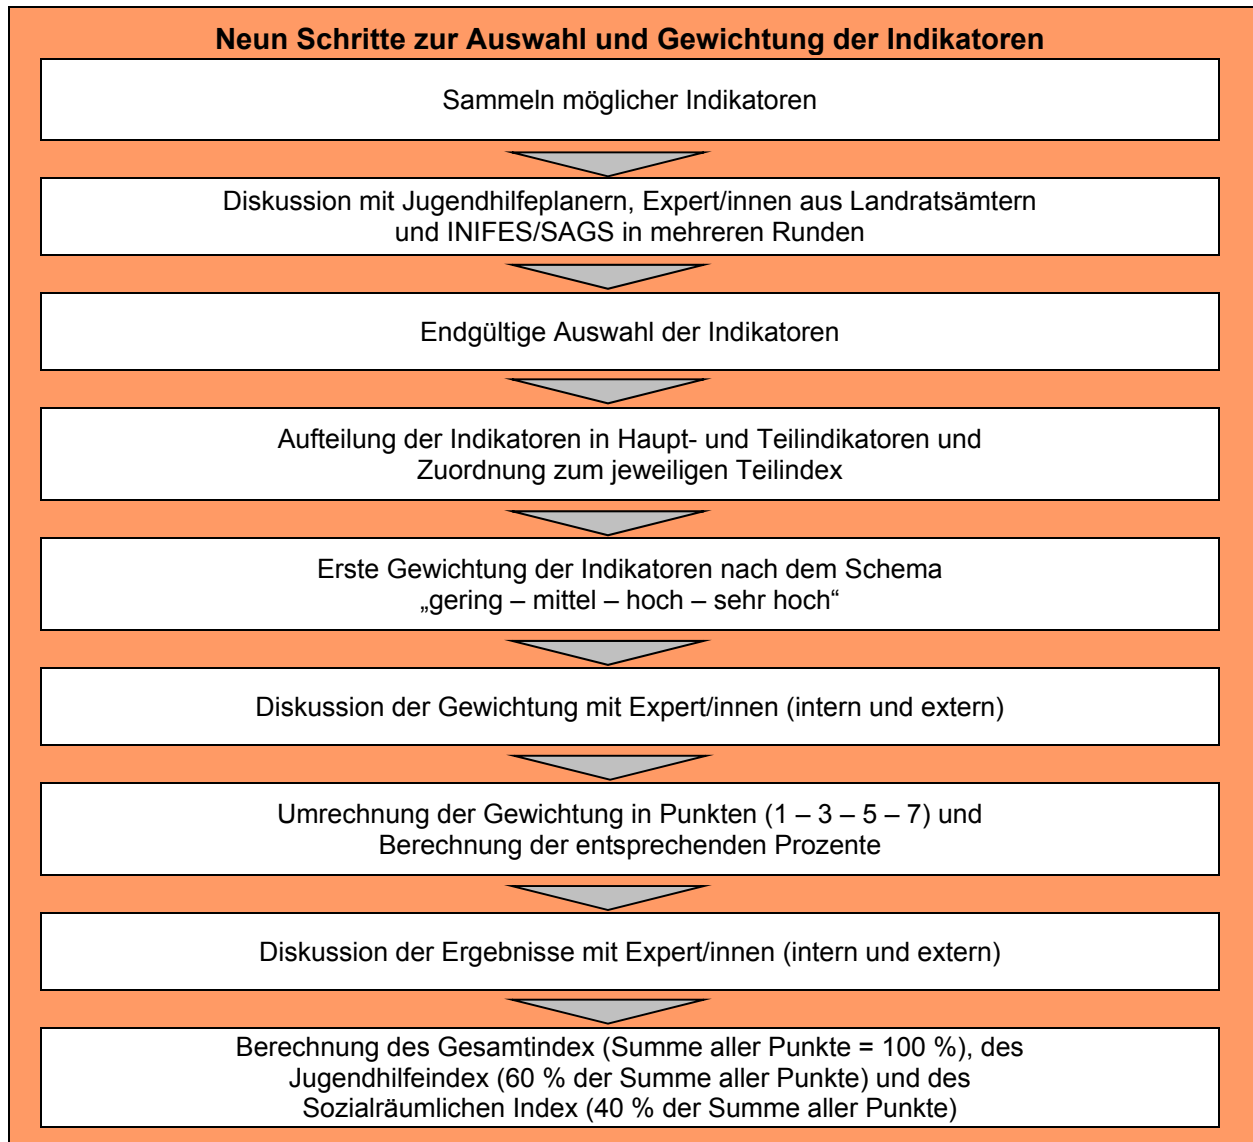 Neun Schritte zur Auswahl und Gewichtung der Indikatoren
Sammeln möglicher Indikatoren
Diskussion mit Jugendhilfeplanern, Expert/innen aus Landratsämtern
und INIFES/SAGS in mehreren Runden
Endgültige Auswahl der Indikatoren
Aufteilung der Indikatoren in Haupt- und Teilindikatoren und
Zuordnung zum jeweiligen Teilindex
Erste Gewichtung der Indikatoren nach dem Schema
„gering – mittel – hoch – sehr hoch“
Diskussion der Gewichtung mit Expert/innen (intern und extern)
Umrechnung der Gewichtung in Punkten (1 – 3 – 5 – 7) und
Berechnung der entsprechenden Prozente
Diskussion der Ergebnisse mit Expert/innen (intern und extern)
Berechnung des Gesamtindex (Summe aller Punkte = 100 %), des
Jugendhilfeindex (60 % der Summe aller Punkte) und des
Sozialräumlichen Index (40 % der Summe aller Punkte)